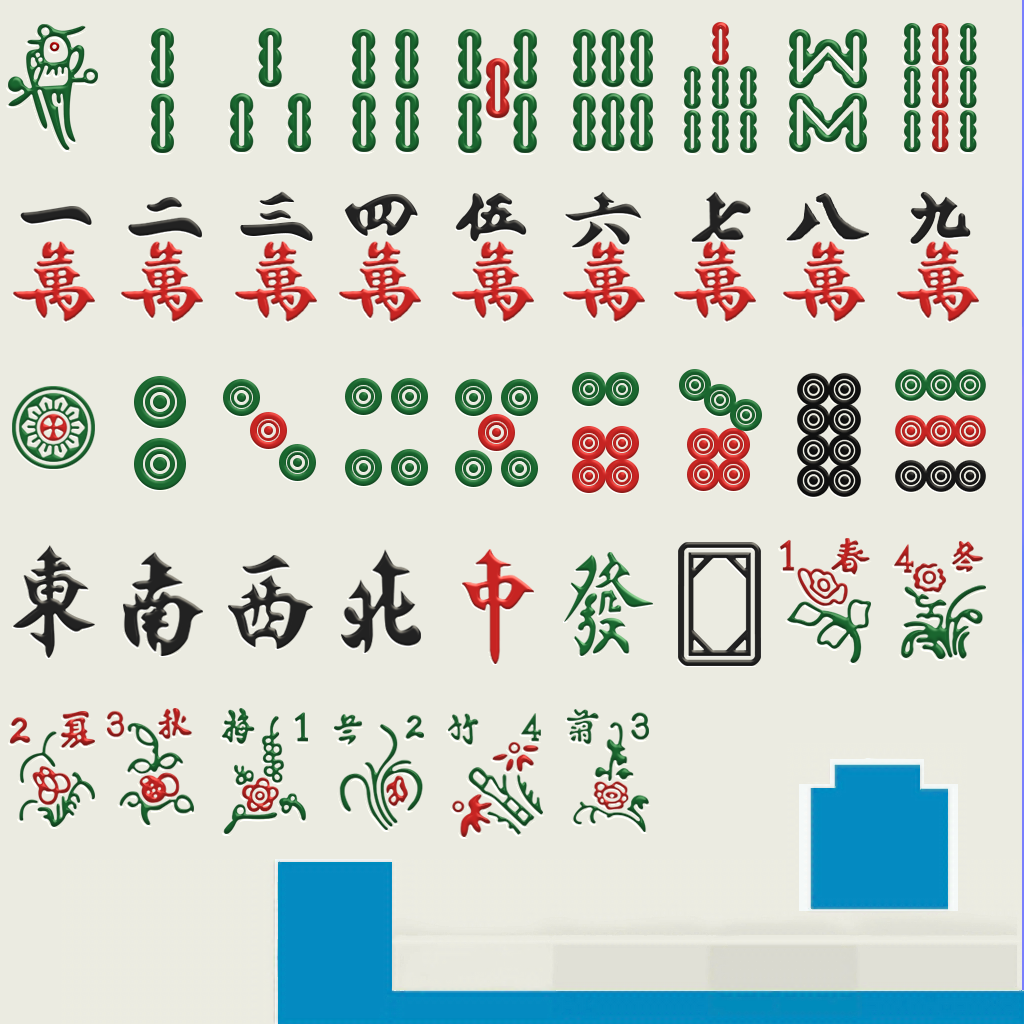 一 二 三 四 伍 六 七 八 九
萬 萬 萬 萬 萬 萬 萬 萬 萬
東 南 西 北 中 發 1 春 4 冬
2 夏 3 秋 梅 1 兰 2 竹 4 菊 3